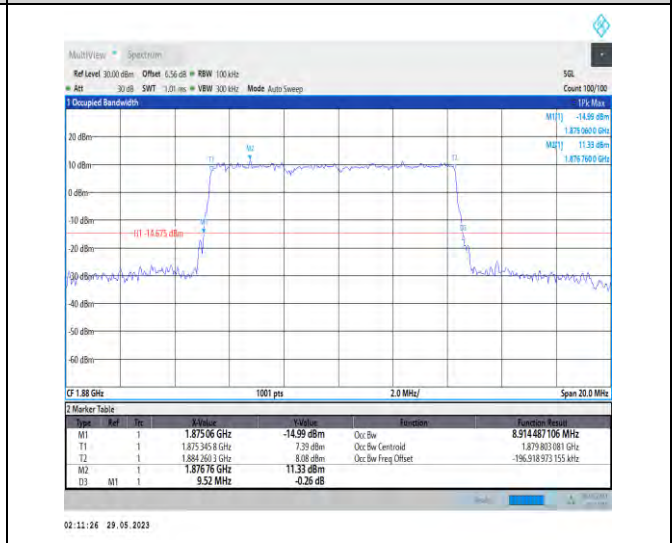 MultiView Spectrum
Ref Level 30.00 dBm Offset 6.56 dB RBW 100 kHz SGL
Att 30 dB SWT 1.01 ms VBW 300 kHz Mode Auto Sweep Count 100/100
1 Occupied Bandwidth 1Pk Max
M1[1] -14.99 dBm
1.875 060 0 GHz
M2[1] 11.33 dBm
1.876 760 0 GHz
20 dBm
M2
T1 T2
10 dBm
0 dBm
-10 dBm
M1 D3
H1 -14.675 dBm
-20 dBm
-30 dBm
-40 dBm
-50 dBm
-60 dBm
CF 1.88 GHz 1001 pts 2.0 MHz/ Span 20.0 MHz
2 Marker Table
Type Ref Trc X-Value Y-Value Function Function Result
M1 1 1.875 06 GHz -14.99 dBm Occ Bw 8.914 487 106 MHz
T1 1 1.875 345 8 GHz 7.39 dBm Occ Bw Centroid 1.879 803 081 GHz
T2 1 1.884 260 3 GHz 8.08 dBm Occ Bw Freq Offset -196.918 973 155 kHz
M2 1 1.876 76 GHz 11.33 dBm
D3 M1 1 9.52 MHz -0.26 dB
02:11:26 29.05.2023